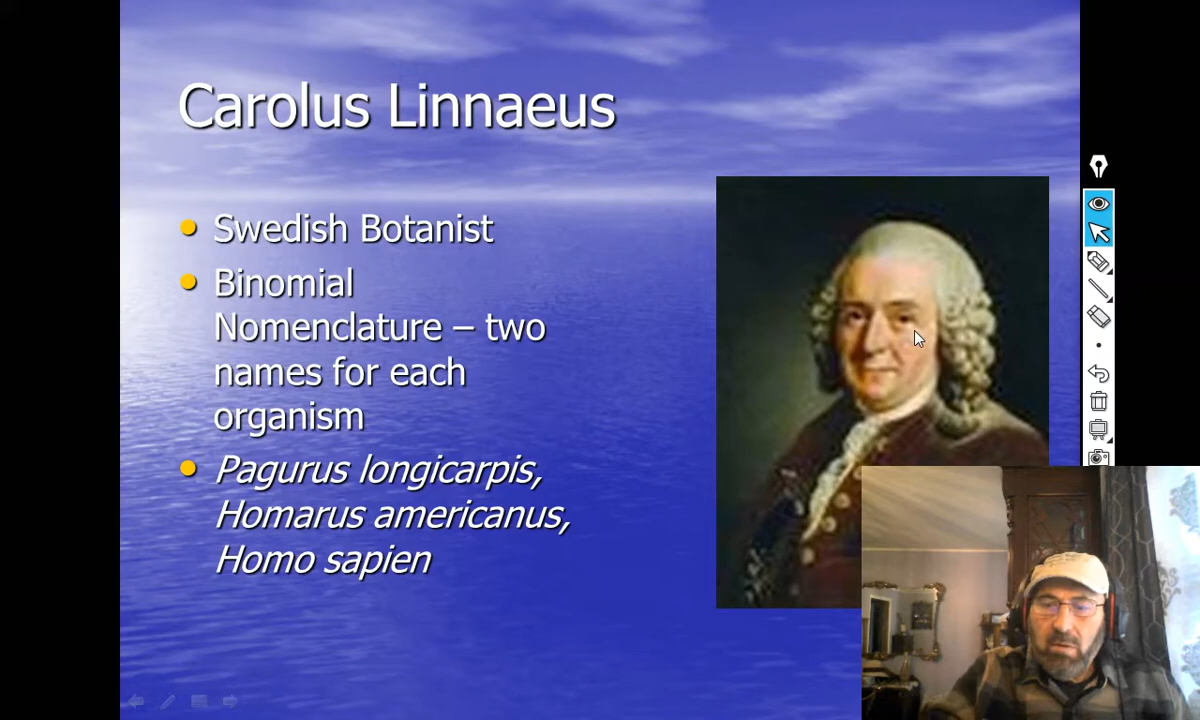 Carolus Linnaeus
Swedish Botanist
Binomial
Nomenclature – two
names for each
organism
Pagurus longicarpis,
Homarus americanus,
Homo sapien